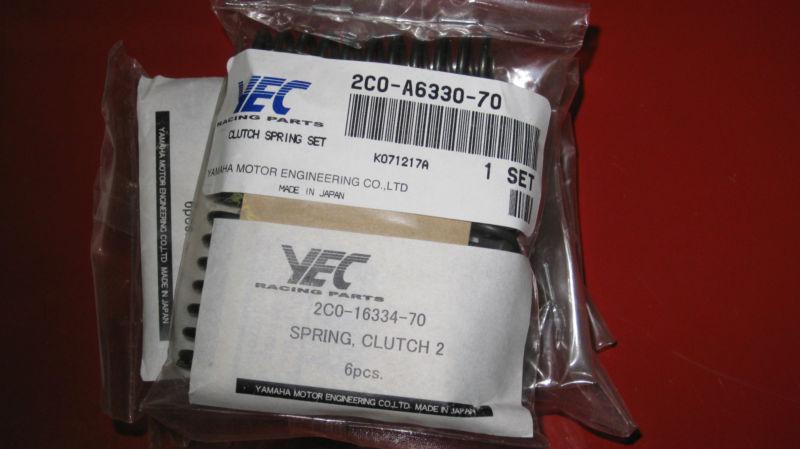 YEC
RACING PARTS
CLUTCH SPRING SET
2C0-A6330-70
K071217A
1 SET
YAMAHA MOTOR ENGINEERING CO.,LTD
MADE IN JAPAN
YEC
RACING PARTS
2C0-16334-70
SPRING, CLUTCH 2
6pcs.
YAMAHA MOTOR ENGINEERING CO.,LTD. MADE IN JAPAN
6pcs.
YAMAHA MOTOR ENGINEERING CO.,LTD MADE IN JAPAN